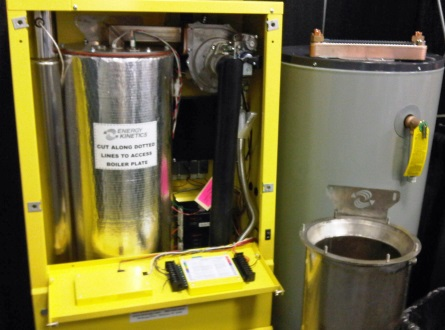 ENERGY
KINETICS
CUT ALONG DOTTED
LINES TO ACCESS
BOILER PLATE